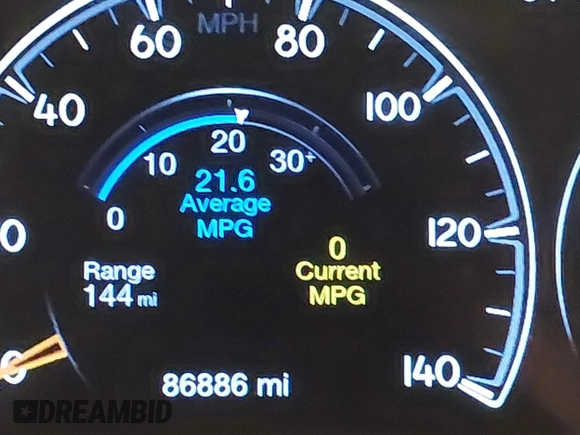 60 MPH 80
40 100
20
10 30+
21.6
Average
MPG
0
120
0
Current
MPG
Range
144 mi
140
86886 mi
DREAMBID